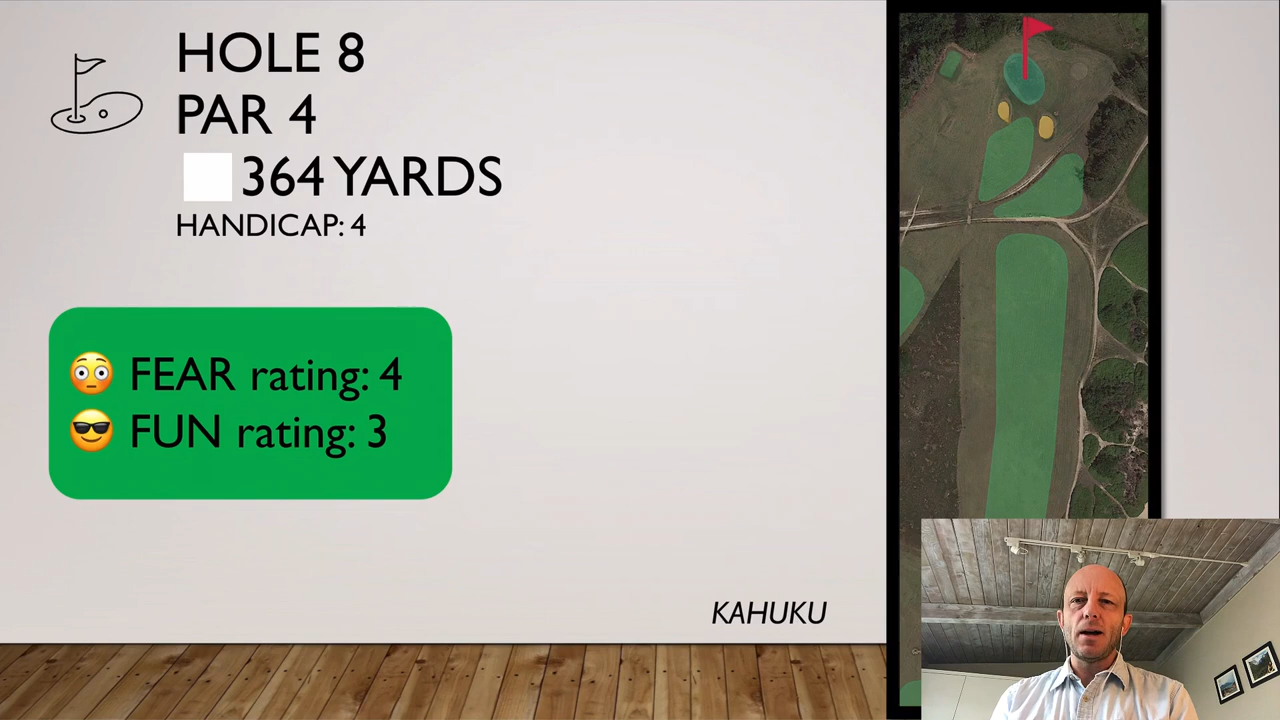 HOLE 8
PAR 4
364 YARDS
HANDICAP: 4
FEAR rating: 4
FUN rating: 3
KAHUKU